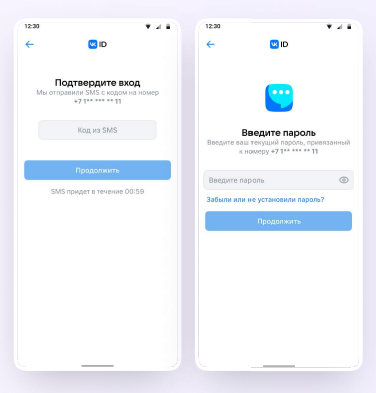 12:30
VK ID
Подтвердите вход
Мы отправили SMS с кодом на номер
+7 1** *** ** 11
Код из SMS
Продолжить
SMS придет в течение 00:59
12:30
VK ID
Введите пароль
Введите ваш текущий пароль, привязанный
к номеру +7 1** *** ** 11
Введите пароль
Забыли или не установили пароль?
Продолжить